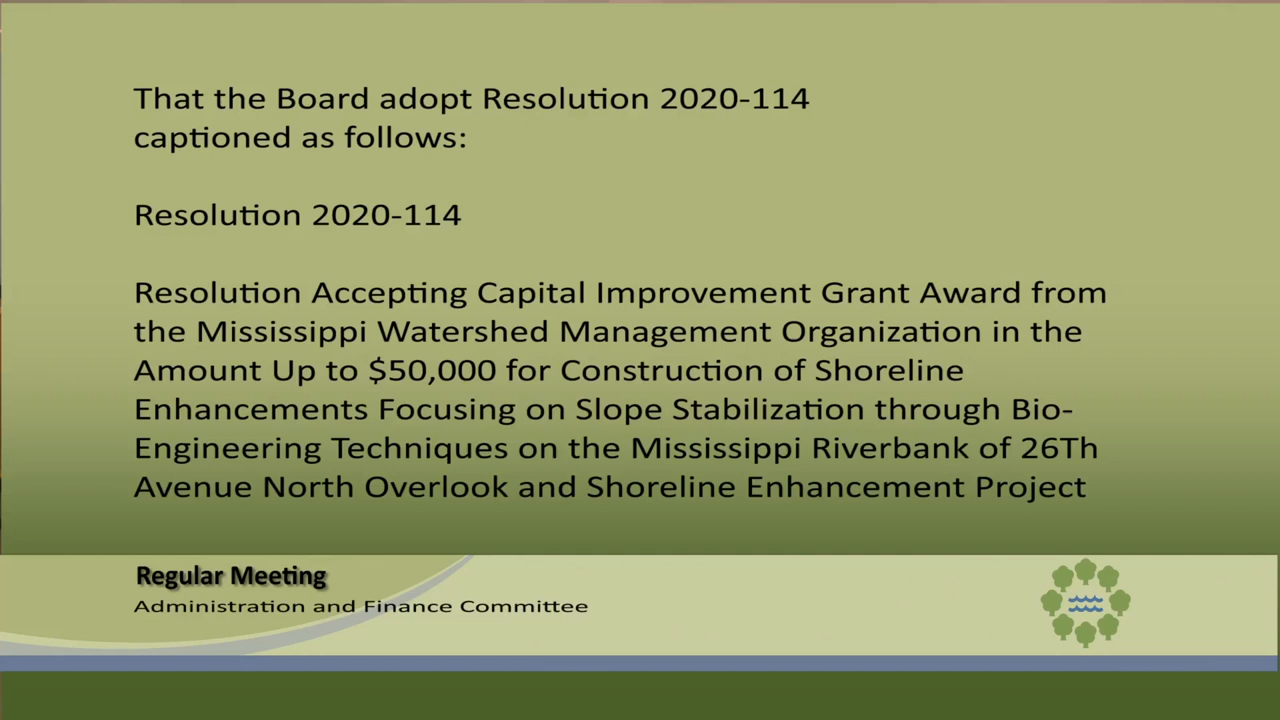 That the Board adopt Resolution 2020-114
captioned as follows:
Resolution 2020-114
Resolution Accepting Capital Improvement Grant Award from
the Mississippi Watershed Management Organization in the
Amount Up to $50,000 for Construction of Shoreline
Enhancements Focusing on Slope Stabilization through Bio-
Engineering Techniques on the Mississippi Riverbank of 26Th
Avenue North Overlook and Shoreline Enhancement Project
Regular Meeting
Administration and Finance Committee